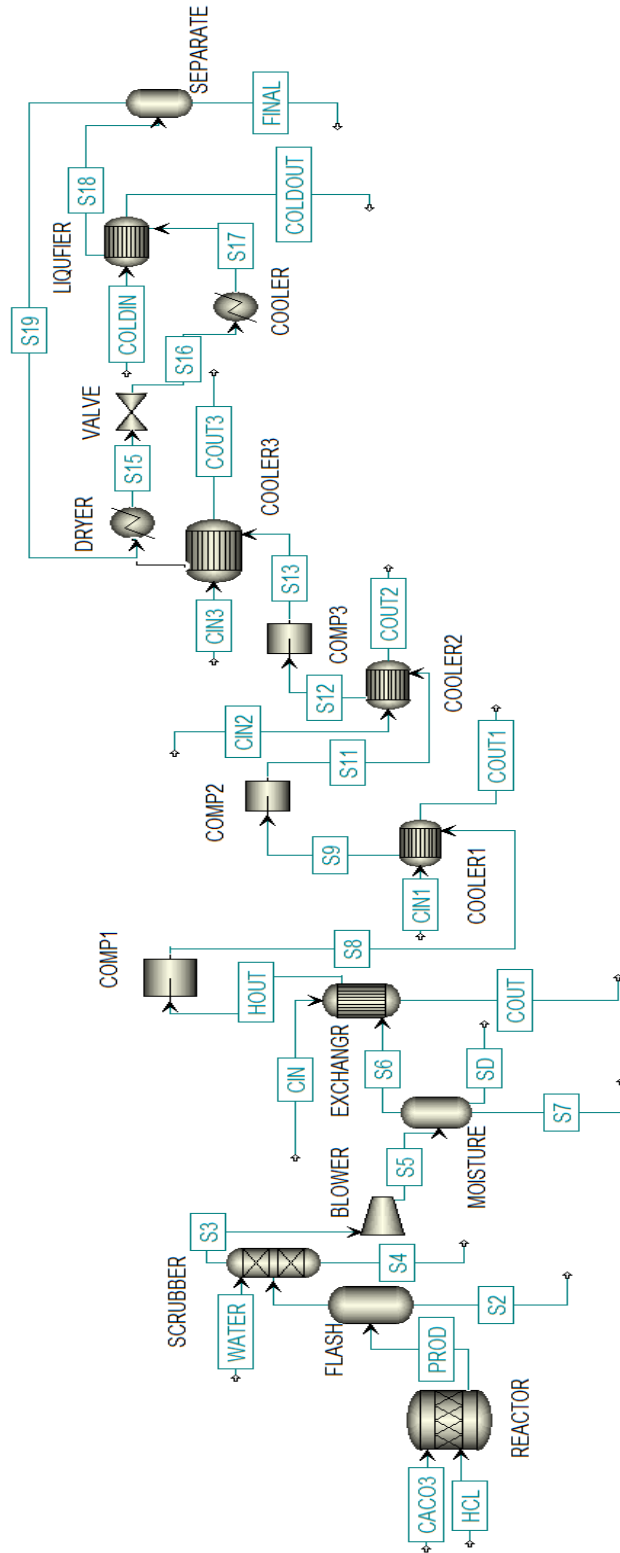 CACO3
HCL
REACTOR
PROD
FLASH
S2
WATER
SCRUBBER
S3
S4
BLOWER
S5
MOISTURE
S6
SD
S7
CIN
EXCHANGR
HOUT
COUT
COMP1
S8
CIN1
COOLER1
COUT1
S9
COMP2
S11
CIN2
COOLER2
COUT2
S12
COMP3
S13
CIN3
COOLER3
COUT3
DRYER
S15
VALVE
S16
COOLER
S17
COLDIN
LIQUFIER
COLDOUT
S18
S19
SEPARATE
FINAL